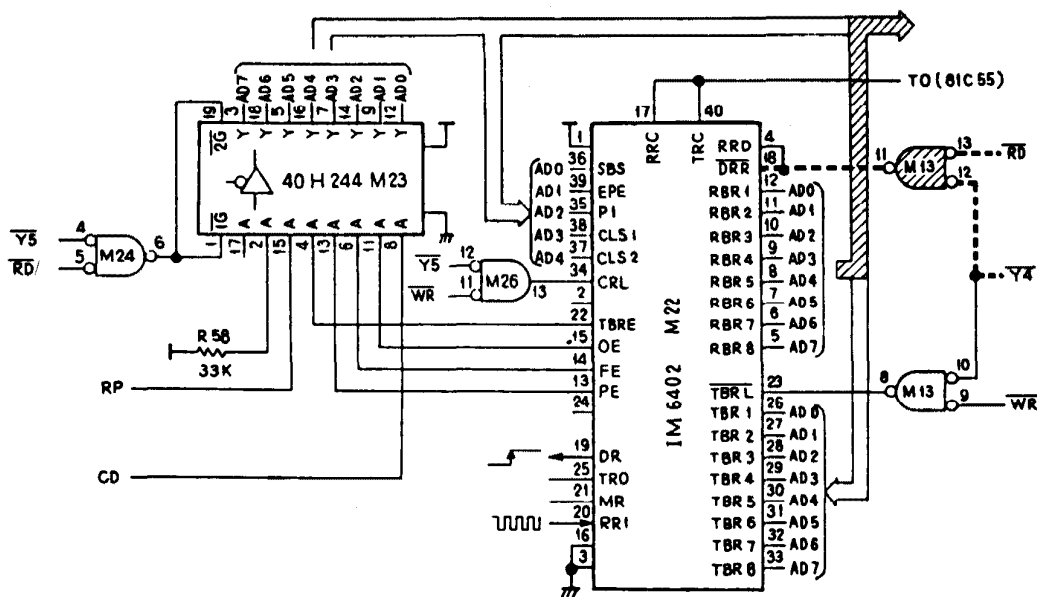 TO (81C55)
17 40
19 3 18 5 16 7 14 9 12
AD7 AD6 AD5 AD4 AD3 AD2 AD1 AD0
2G Y Y Y Y Y Y Y Y
40 H 244 M23
1G A A A A A A A A
1 17 2 15 4 13 6 11 8
Y5 4
RD/ 5
M24 6
R 58
33K
RP
CD
Y5 12
WR 11
M26 13
RRC TRC
IM 6402 M22
1
AD0 36 SBS
AD1 39 EPE
AD2 35 PI
AD3 38 CLS1
AD4 37 CLS2
34 CRL
2
22 TBRE
15 OE
14 FE
13 PE
24
19 DR
25 TRO
21 MR
20 RRI
16
3
RRD 4
DRR 18
RBR1 12 AD0
RBR2 11 AD1
RBR3 10 AD2
RBR4 9 AD3
RBR5 8 AD4
RBR6 7 AD5
RBR7 6 AD6
RBR8 5 AD7
TBRL 23
TBR1 26 AD0
TBR2 27 AD1
TBR3 28 AD2
TBR4 29 AD3
TBR5 30 AD4
TBR6 31 AD5
TBR7 32 AD6
TBR8 33 AD7
11 M13 13 RD
12
Y4
8 M13 10
9 WR